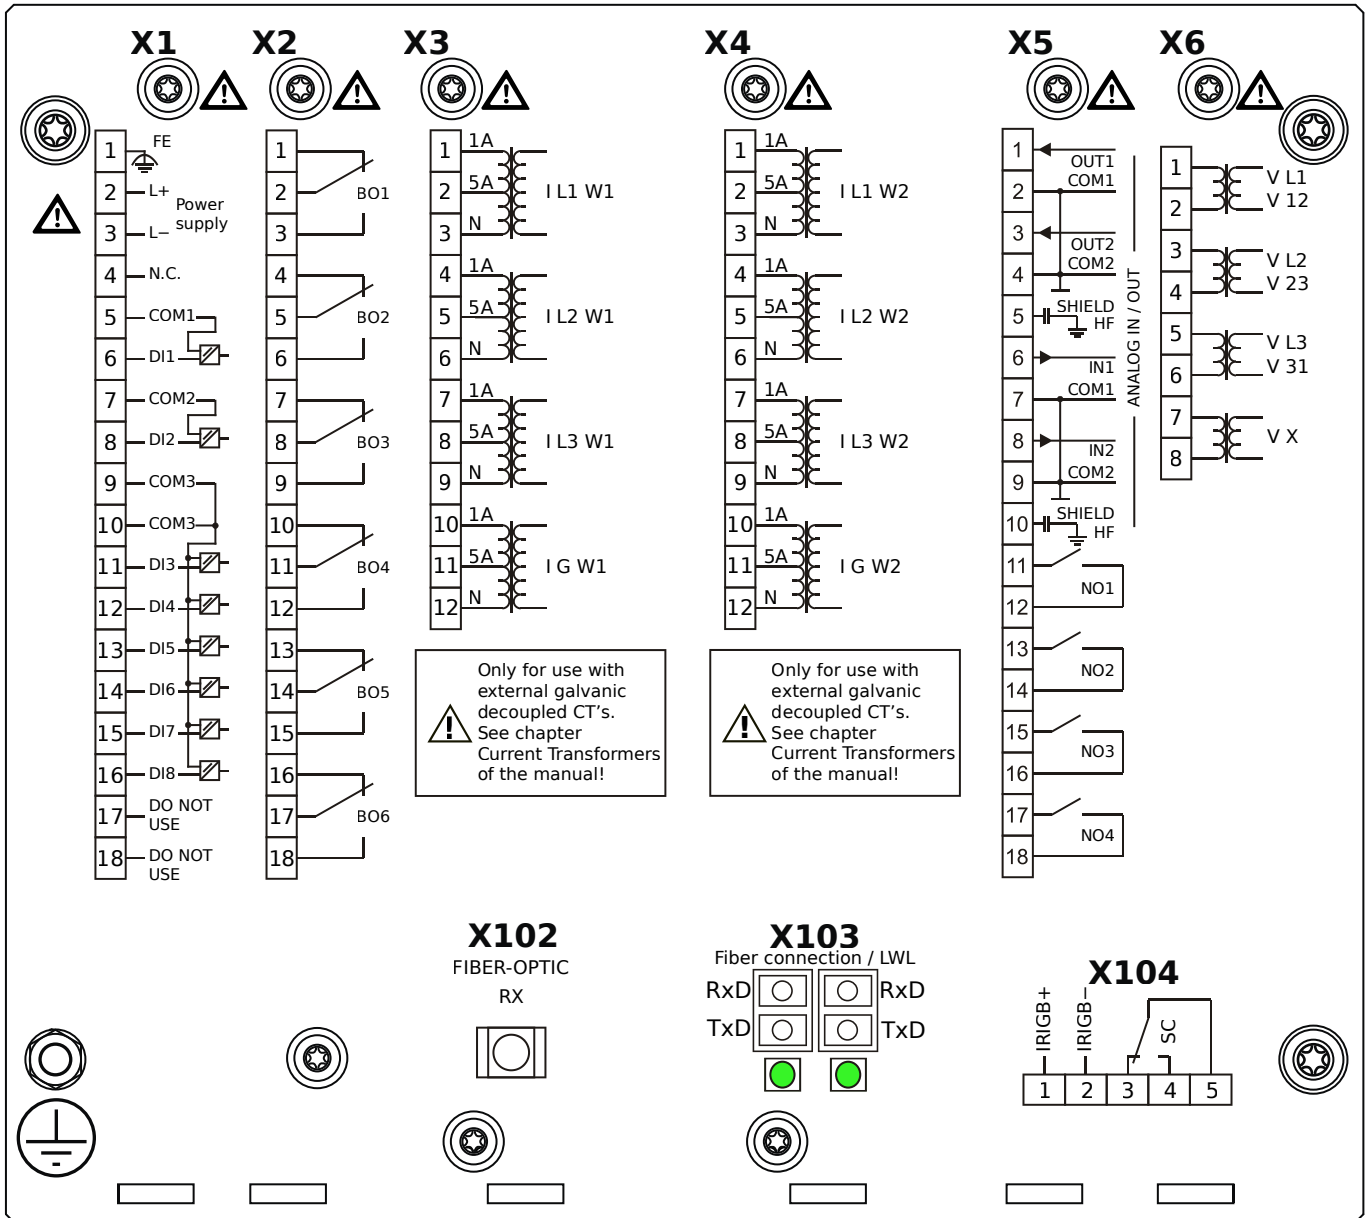 X1
X2
X3
X4
X5
X6
1
FE
2
L+
Power
supply
3
L−
4
N.C.
5
COM1
6
DI1
7
COM2
8
DI2
9
COM3
10
COM3
11
DI3
12
DI4
13
DI5
14
DI6
15
DI7
16
DI8
17
DO NOT
USE
18
DO NOT
USE
1
2
BO1
3
4
5
BO2
6
7
8
BO3
9
10
11
BO4
12
13
14
BO5
15
16
17
BO6
18
1
1A
2
5A
I L1 W1
3
N
4
1A
5
5A
I L2 W1
6
N
7
1A
8
5A
I L3 W1
9
N
10
1A
11
5A
I G W1
12
N
Only for use with
external galvanic
decoupled CT's.
See chapter
Current Transformers
of the manual!
1
1A
2
5A
I L1 W2
3
N
4
1A
5
5A
I L2 W2
6
N
7
1A
8
5A
I L3 W2
9
N
10
1A
11
5A
I G W2
12
N
Only for use with
external galvanic
decoupled CT's.
See chapter
Current Transformers
of the manual!
1
OUT1
2
COM1
3
OUT2
4
COM2
5
SHIELD
HF
6
IN1
7
COM1
8
IN2
9
COM2
10
SHIELD
HF
ANALOG IN / OUT
11
NO1
12
13
NO2
14
15
NO3
16
17
NO4
18
1
V L1
2
V 12
3
V L2
4
V 23
5
V L3
6
V 31
7
V X
8
X102
FIBER-OPTIC
RX
X103
Fiber connection / LWL
RxD
RxD
TxD
TxD
X104
IRIGB+
IRIGB−
SC
1
2
3
4
5